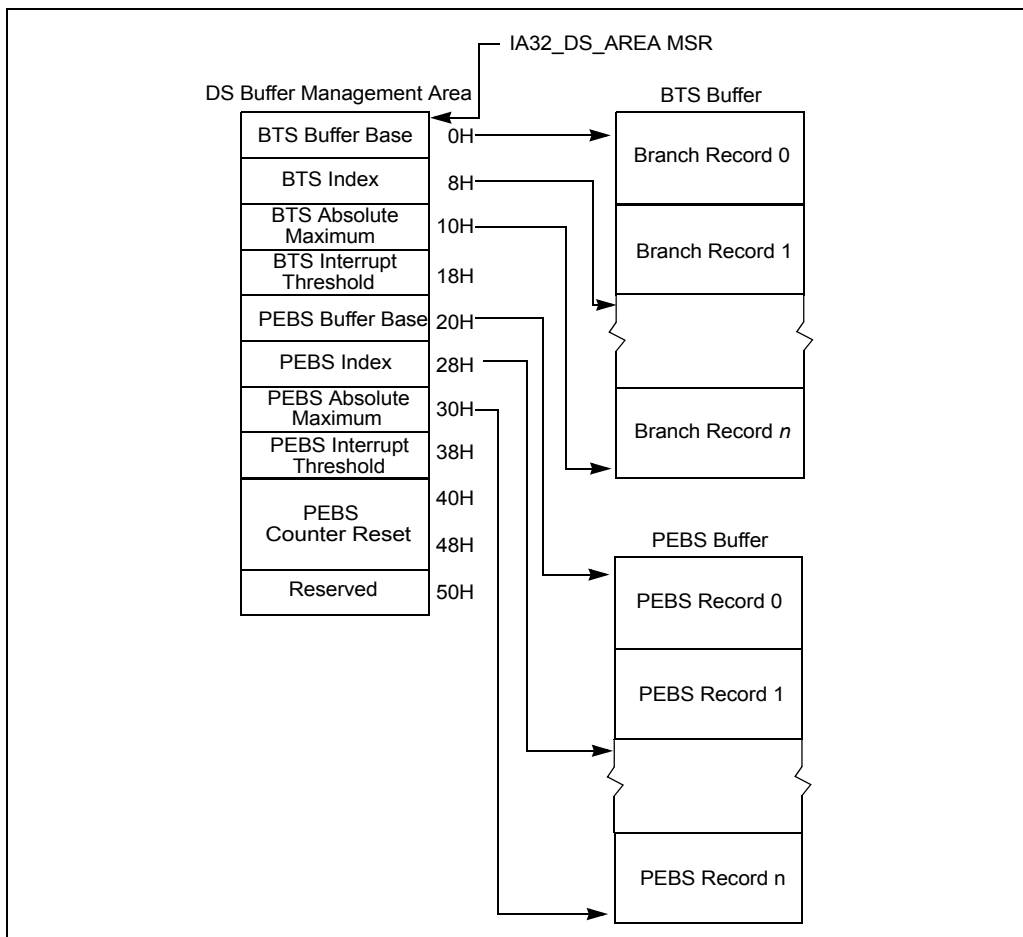 IA32_DS_AREA MSR
DS Buffer Management Area
BTS Buffer Base 0H
BTS Index 8H
BTS Absolute
Maximum 10H
BTS Interrupt
Threshold 18H
PEBS Buffer Base 20H
PEBS Index 28H
PEBS Absolute
Maximum 30H
PEBS Interrupt
Threshold 38H
40H
PEBS
Counter Reset
48H
Reserved 50H
BTS Buffer
Branch Record 0
Branch Record 1
Branch Record n
PEBS Buffer
PEBS Record 0
PEBS Record 1
PEBS Record n